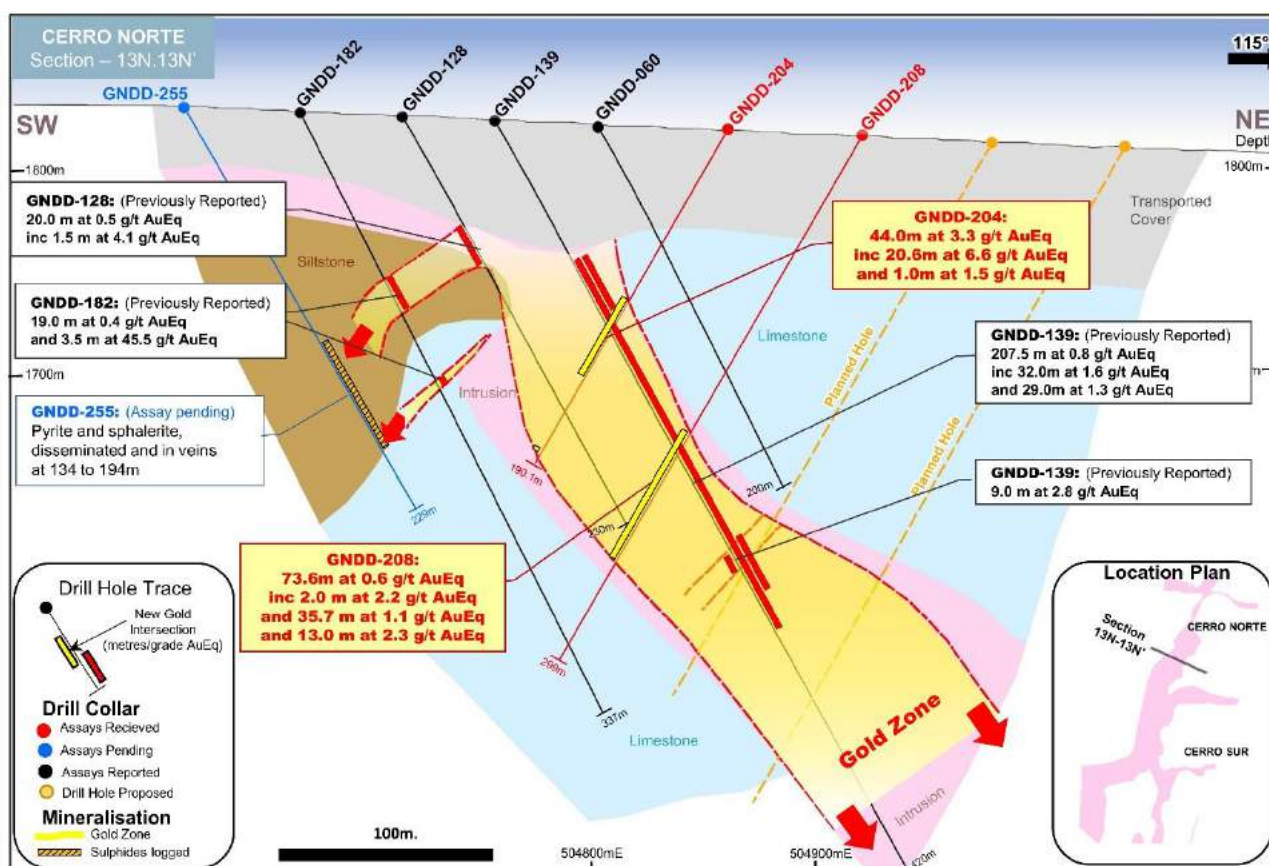 CERRO NORTE
Section – 13N.13N'
GNDD-255
GNDD-182
GNDD-128
GNDD-139
GNDD-060
GNDD-204
GNDD-208
115°
SW
NE
Depth
1800m
1800m
Transported
Cover
GNDD-128: (Previously Reported)
20.0 m at 0.5 g/t AuEq
inc 1.5 m at 4.1 g/t AuEq
GNDD-204:
44.0m at 3.3 g/t AuEq
inc 20.6m at 6.6 g/t AuEq
and 1.0m at 1.5 g/t AuEq
Siltstone
GNDD-182: (Previously Reported)
19.0 m at 0.4 g/t AuEq
and 3.5 m at 45.5 g/t AuEq
Limestone
GNDD-139: (Previously Reported)
207.5 m at 0.8 g/t AuEq
inc 32.0m at 1.6 g/t AuEq
and 29.0m at 1.3 g/t AuEq
1700m
m
Intrusion
Planned Hole
Planned Hole
GNDD-255: (Assay pending)
Pyrite and sphalerite,
disseminated and in veins
at 134 to 194m
190.1m
200m
229m
230m
GNDD-139: (Previously Reported)
9.0 m at 2.8 g/t AuEq
GNDD-208:
73.6m at 0.6 g/t AuEq
inc 2.0 m at 2.2 g/t AuEq
and 35.7 m at 1.1 g/t AuEq
and 13.0 m at 2.3 g/t AuEq
299m
337m
Limestone
Gold Zone
Intrusion
420m
Drill Hole Trace
New Gold
Intersection
(metres/grade AuEq)
Drill Collar
Assays Recieved
Assays Pending
Assays Reported
Drill Hole Proposed
Mineralisation
Gold Zone
Sulphides logged
100m.
504800mE
504900mE
Location Plan
CERRO NORTE
Section
13N-13N'
CERRO SUR